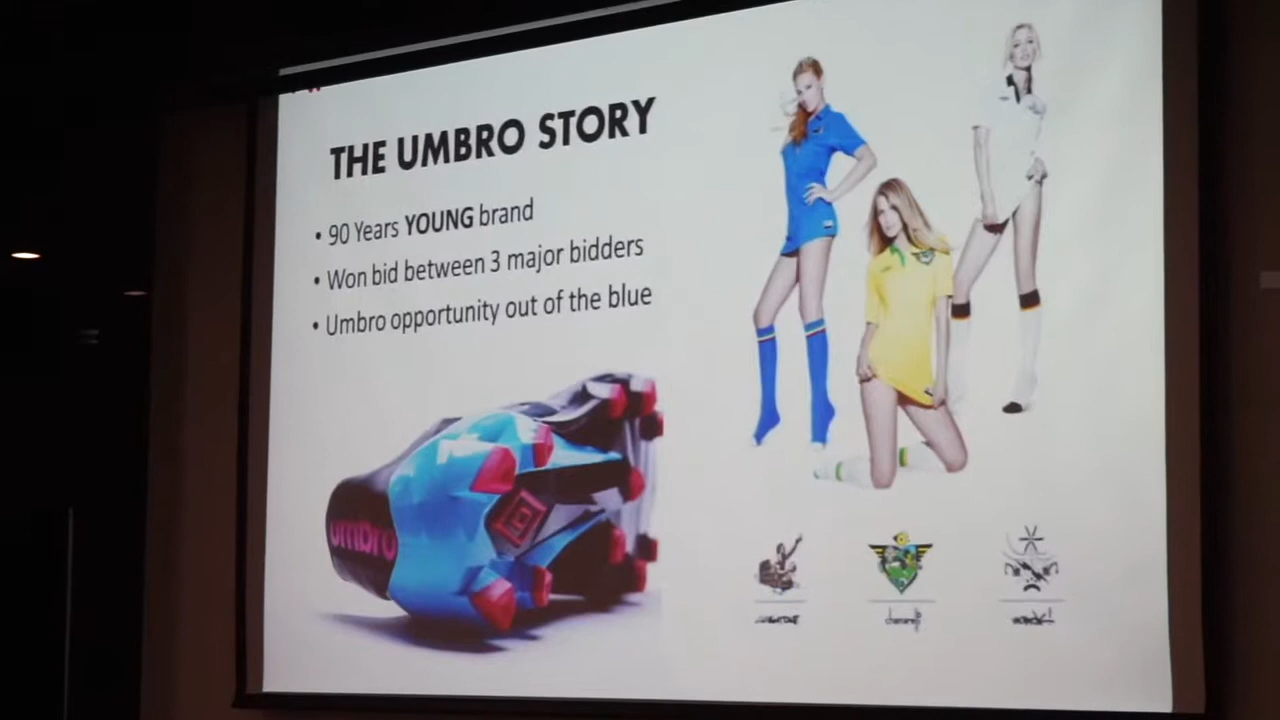 THE UMBRO STORY
• 90 Years YOUNG brand
• Won bid between 3 major bidders
• Umbro opportunity out of the blue
umbro